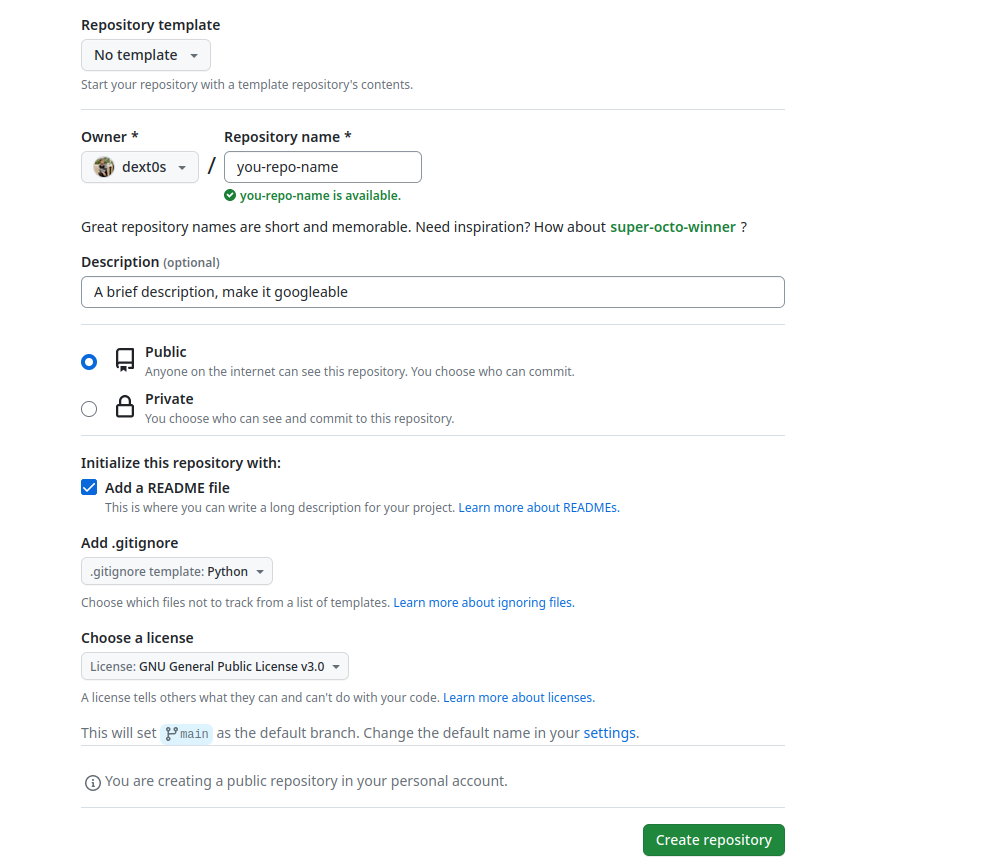 Repository template
No template
Start your repository with a template repository's contents.
Owner * Repository name *
dext0s / you-repo-name
you-repo-name is available.
Great repository names are short and memorable. Need inspiration? How about super-octo-winner ?
Description (optional)
A brief description, make it googleable
Public
Anyone on the internet can see this repository. You choose who can commit.
Private
You choose who can see and commit to this repository.
Initialize this repository with:
Add a README file
This is where you can write a long description for your project. Learn more about READMEs.
Add .gitignore
.gitignore template: Python
Choose which files not to track from a list of templates. Learn more about ignoring files.
Choose a license
License: GNU General Public License v3.0
A license tells others what they can and can't do with your code. Learn more about licenses.
This will set main as the default branch. Change the default name in your settings.
You are creating a public repository in your personal account.
Create repository